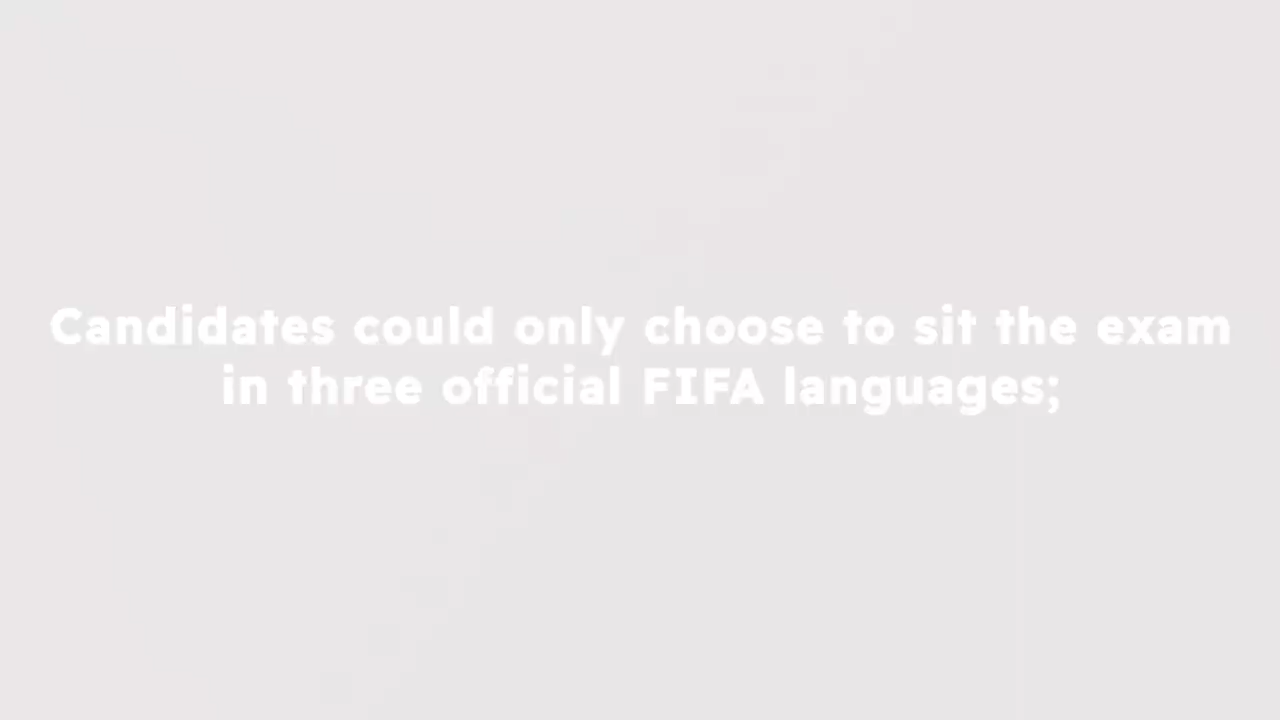 Candidates could only choose to sit the exam
in three official FIFA languages;